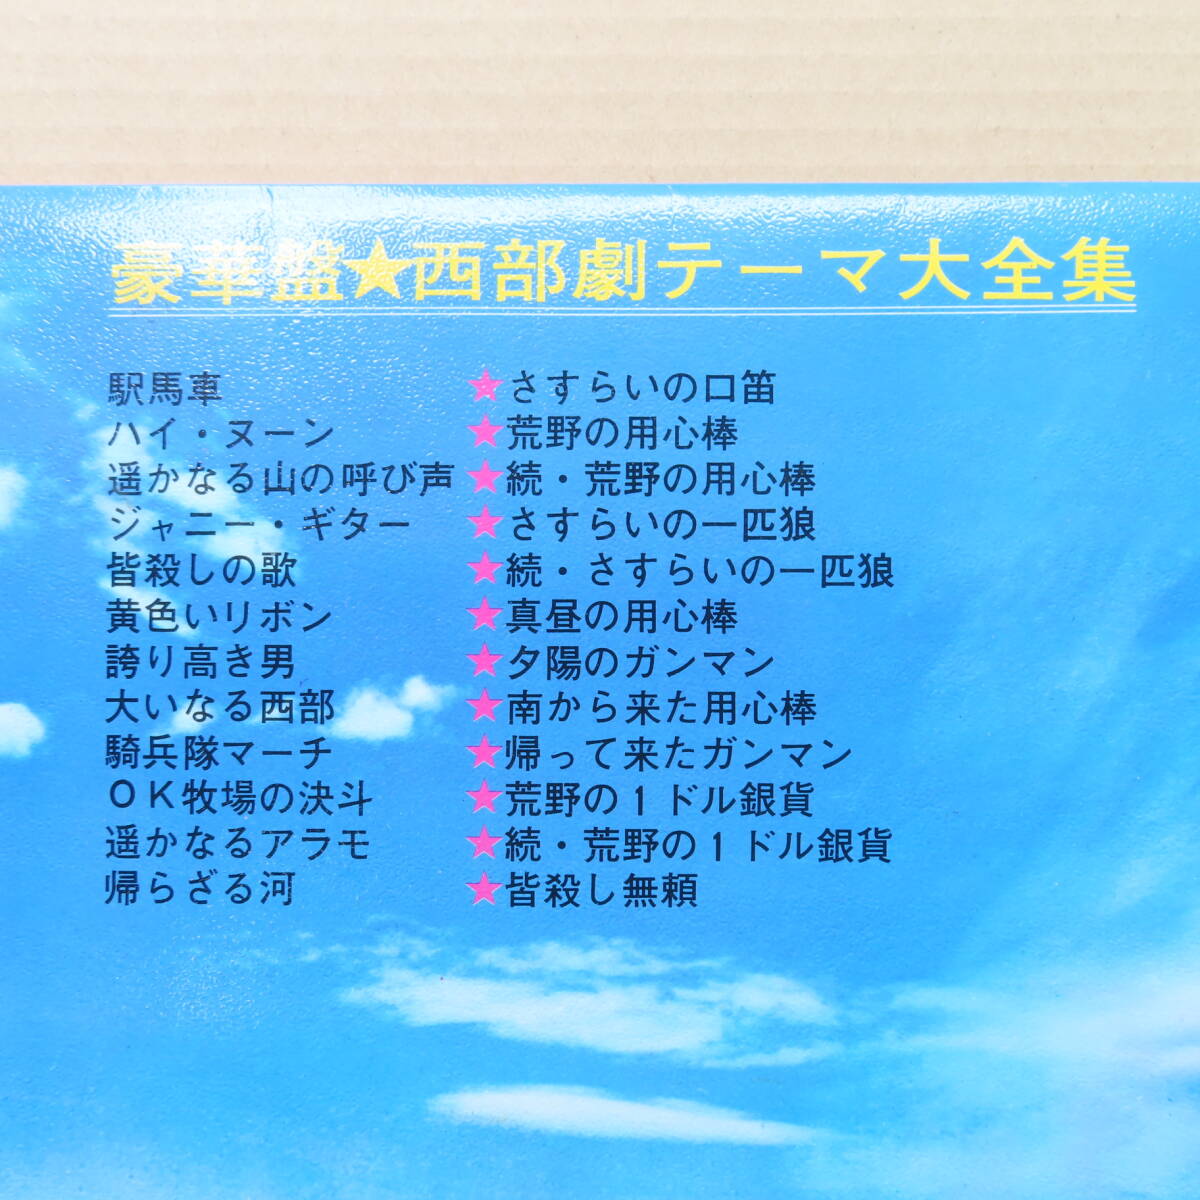 豪華盤★西部劇テーマ大全集
駅馬車 ★さすらいの口笛
ハイ・ヌーン ★荒野の用心棒
遥かなる山の呼び声 ★続・荒野の用心棒
ジャニー・ギター ★さすらいの一匹狼
皆殺しの歌 ★続・さすらいの一匹狼
黄色いリボン ★真昼の用心棒
誇り高き男 ★夕陽のガンマン
大いなる西部 ★南から来た用心棒
騎兵隊マーチ ★帰って来たガンマン
OK牧場の決斗 ★荒野の1ドル銀貨
遥かなるアラモ ★続・荒野の1ドル銀貨
帰らざる河 ★皆殺し無頼